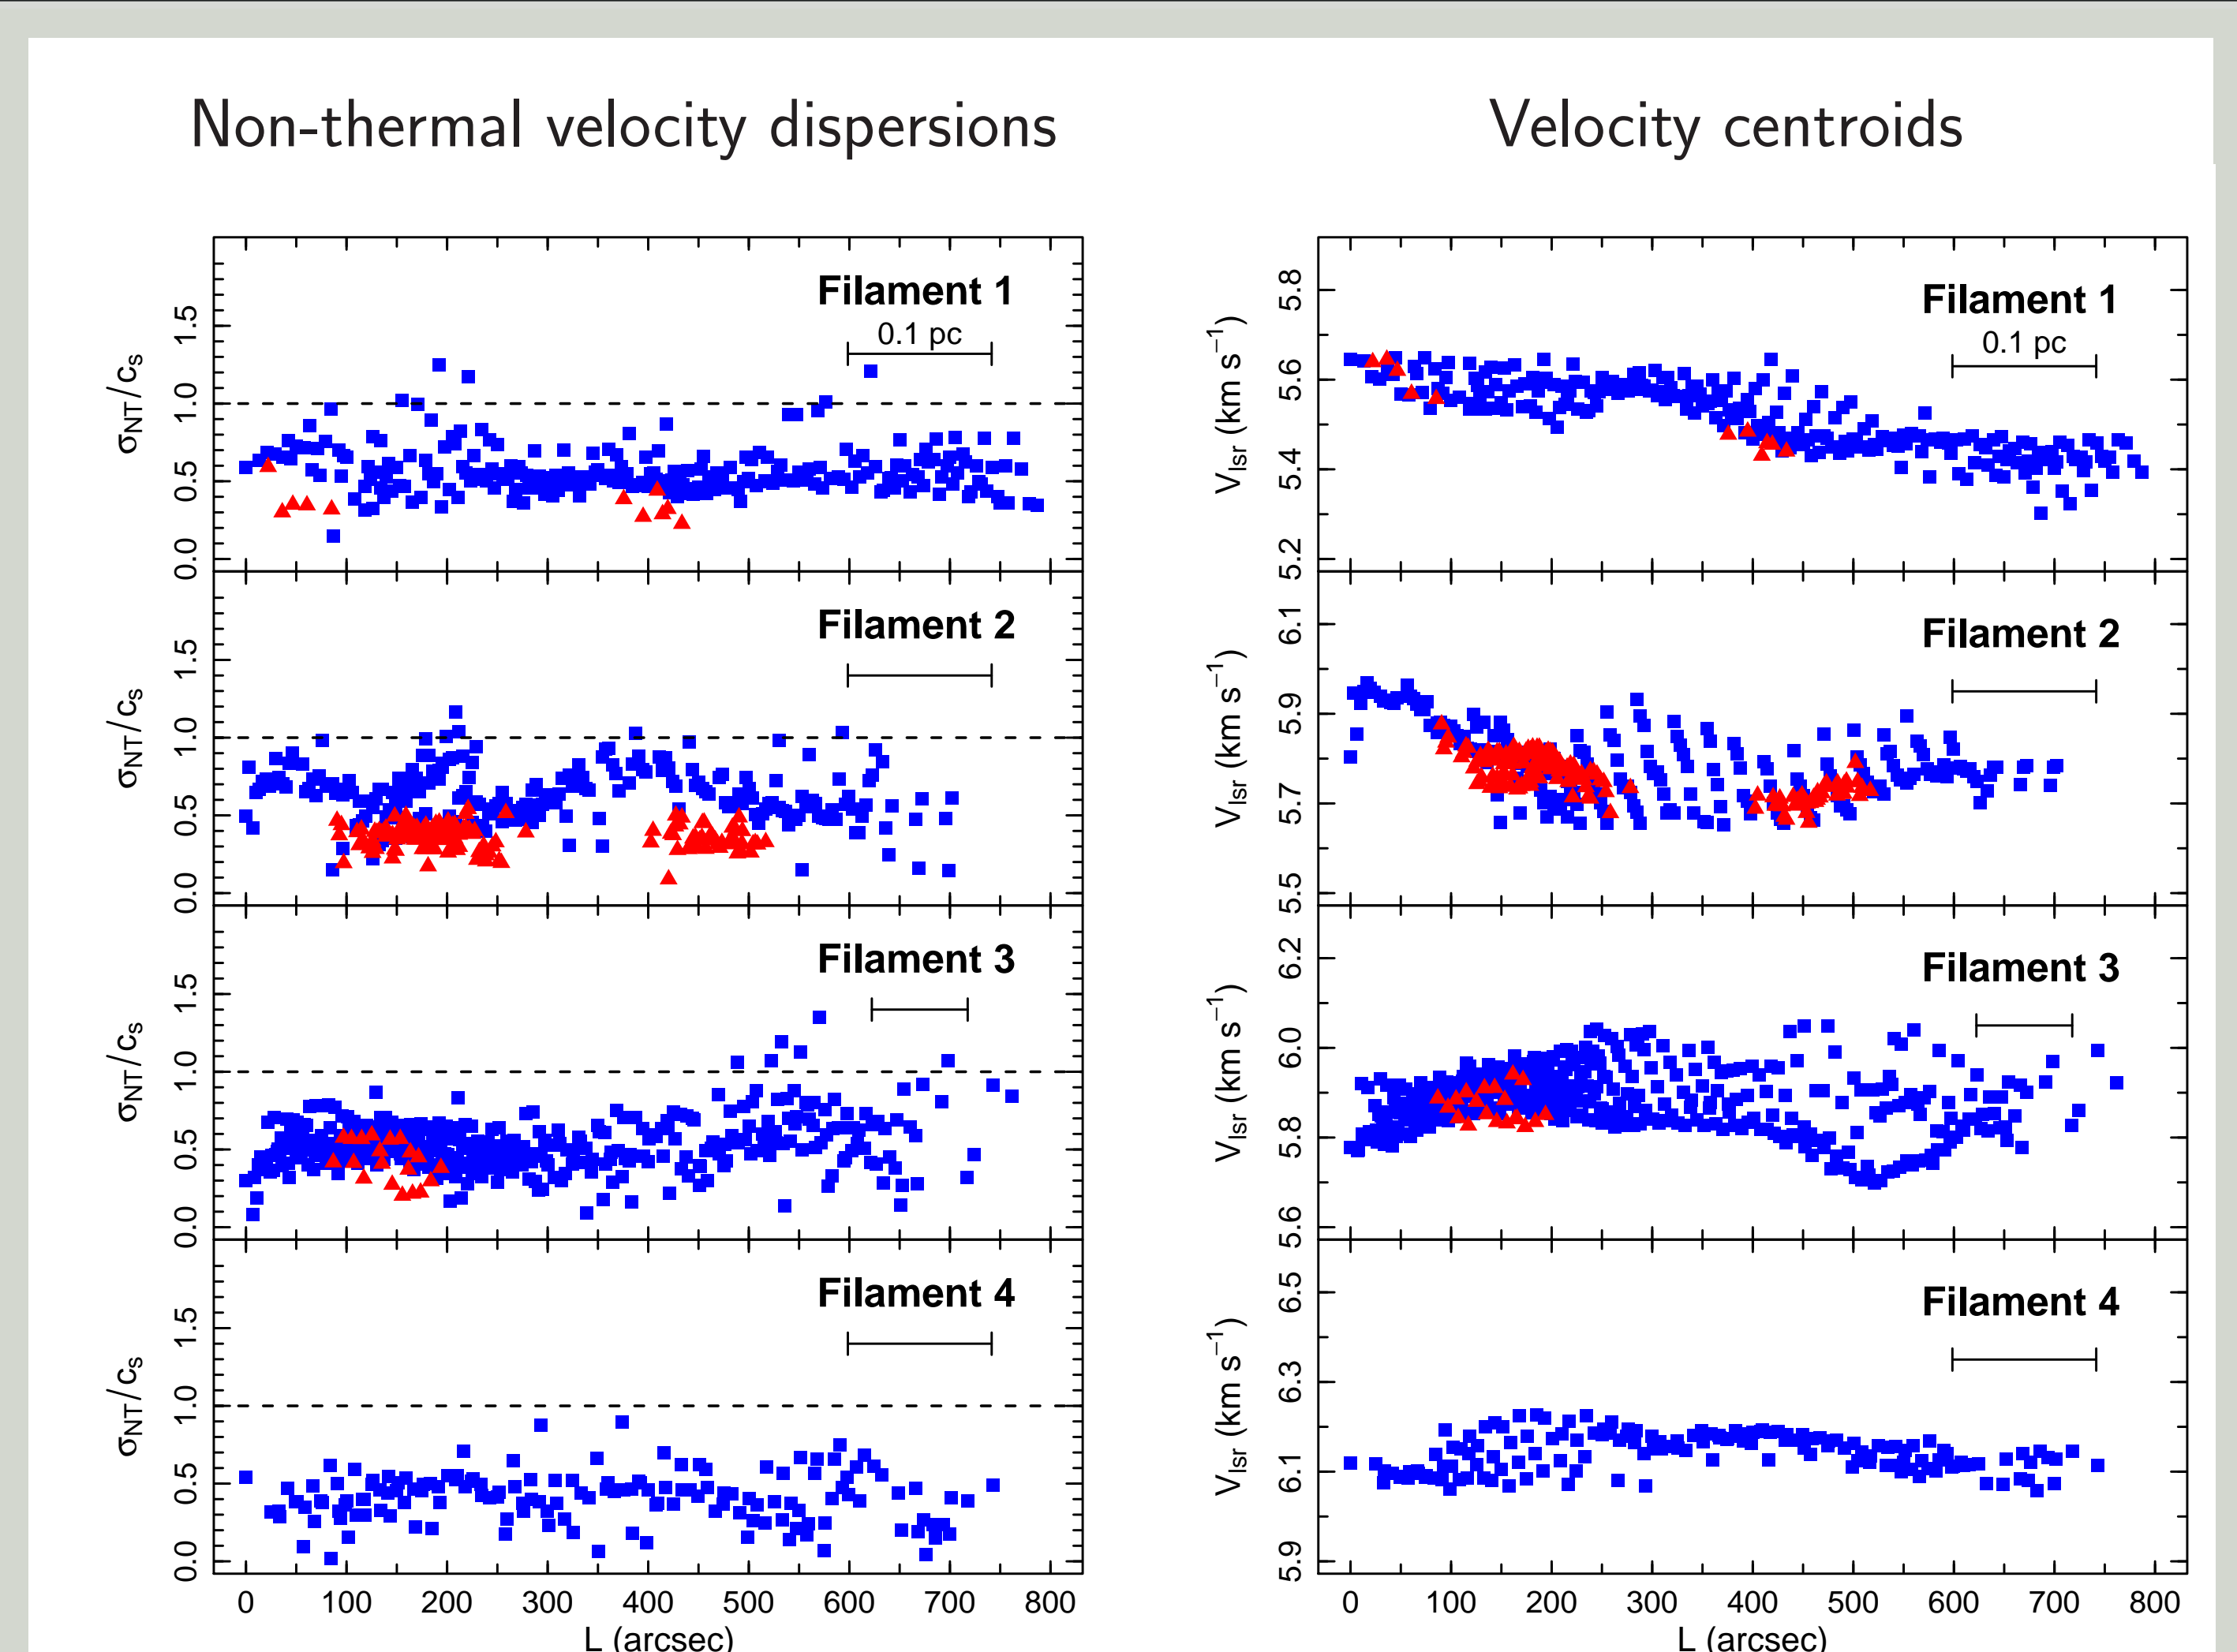 Non-thermal velocity dispersions
Filament 1
0.1 pc
σNT/cs
0.0 0.5 1.0 1.5
Filament 2
σNT/cs
0.0 0.5 1.0 1.5
Filament 3
σNT/cs
0.0 0.5 1.0 1.5
Filament 4
σNT/cs
0.0 0.5 1.0 1.5
0 100 200 300 400 500 600 700 800
L (arcsec)
Velocity centroids
Filament 1
0.1 pc
Vlsr (km s−1)
5.2 5.4 5.6 5.8
Filament 2
Vlsr (km s−1)
5.5 5.7 5.9 6.1
Filament 3
Vlsr (km s−1)
5.6 5.8 6.0 6.2
Filament 4
Vlsr (km s−1)
5.9 6.1 6.3 6.5
0 100 200 300 400 500 600 700 800
L (arcsec)